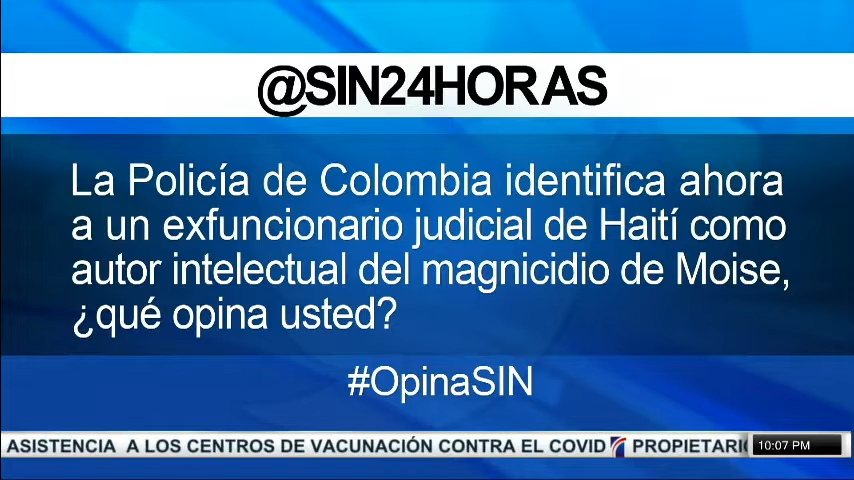 @SIN24HORAS
La Policía de Colombia identifica ahora
a un exfuncionario judicial de Haití como
autor intelectual del magnicidio de Moise,
¿qué opina usted?
#OpinaSIN
ASISTENCIA A LOS CENTROS DE VACUNACIÓN CONTRA EL COVID PROPIETARI 10:07 PM